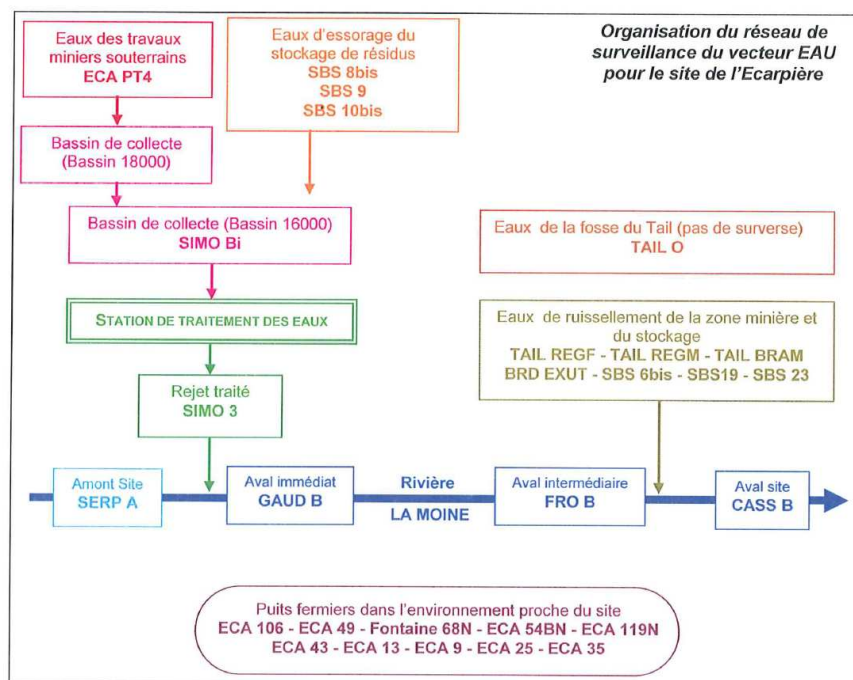 Organisation du réseau de
surveillance du vecteur EAU
pour le site de l'Ecarpière
Eaux des travaux
miniers souterrains
ECA PT4
Eaux d'essorage du
stockage de résidus
SBS 8bis
SBS 9
SBS 10bis
Bassin de collecte
(Bassin 18000)
Bassin de collecte (Bassin 16000)
SIMO Bi
Eaux de la fosse du Tail (pas de surverse)
TAIL O
STATION DE TRAITEMENT DES EAUX
Eaux de ruissellement de la zone minière et
du stockage
TAIL REGF - TAIL REGM - TAIL BRAM
BRD EXUT - SBS 6bis - SBS19 - SBS 23
Rejet traité
SIMO 3
Amont Site
SERP A
Aval immédiat
GAUD B
Rivière
LA MOINE
Aval intermédiaire
FRO B
Aval site
CASS B
Puits fermiers dans l'environnement proche du site
ECA 106 - ECA 49 - Fontaine 68N - ECA 54BN - ECA 119N
ECA 43 - ECA 13 - ECA 9 - ECA 25 - ECA 35